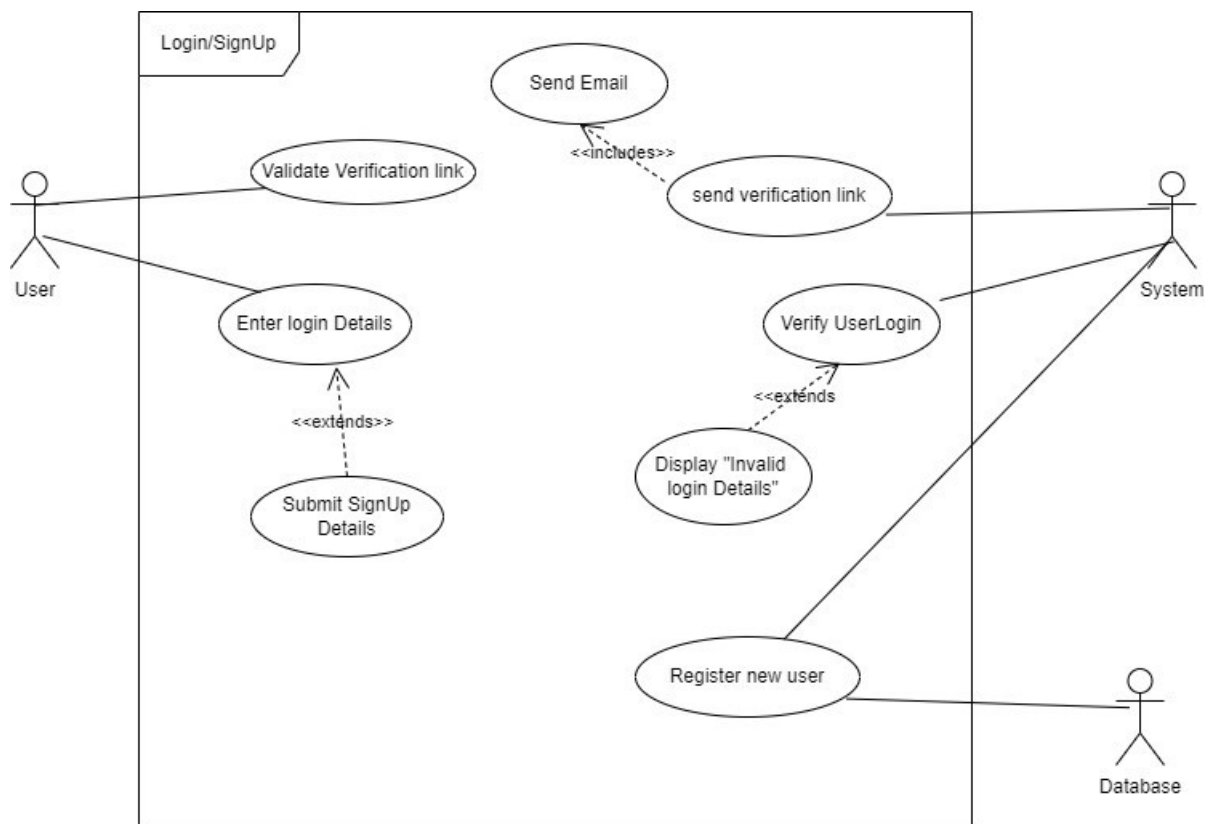 Login/SignUp
Send Email
<<includes>>
Validate Verification link
send verification link
User
System
Enter login Details
Verify UserLogin
<<extends>>
<<extends
Display "Invalid
login Details"
Submit SignUp
Details
Register new user
Database